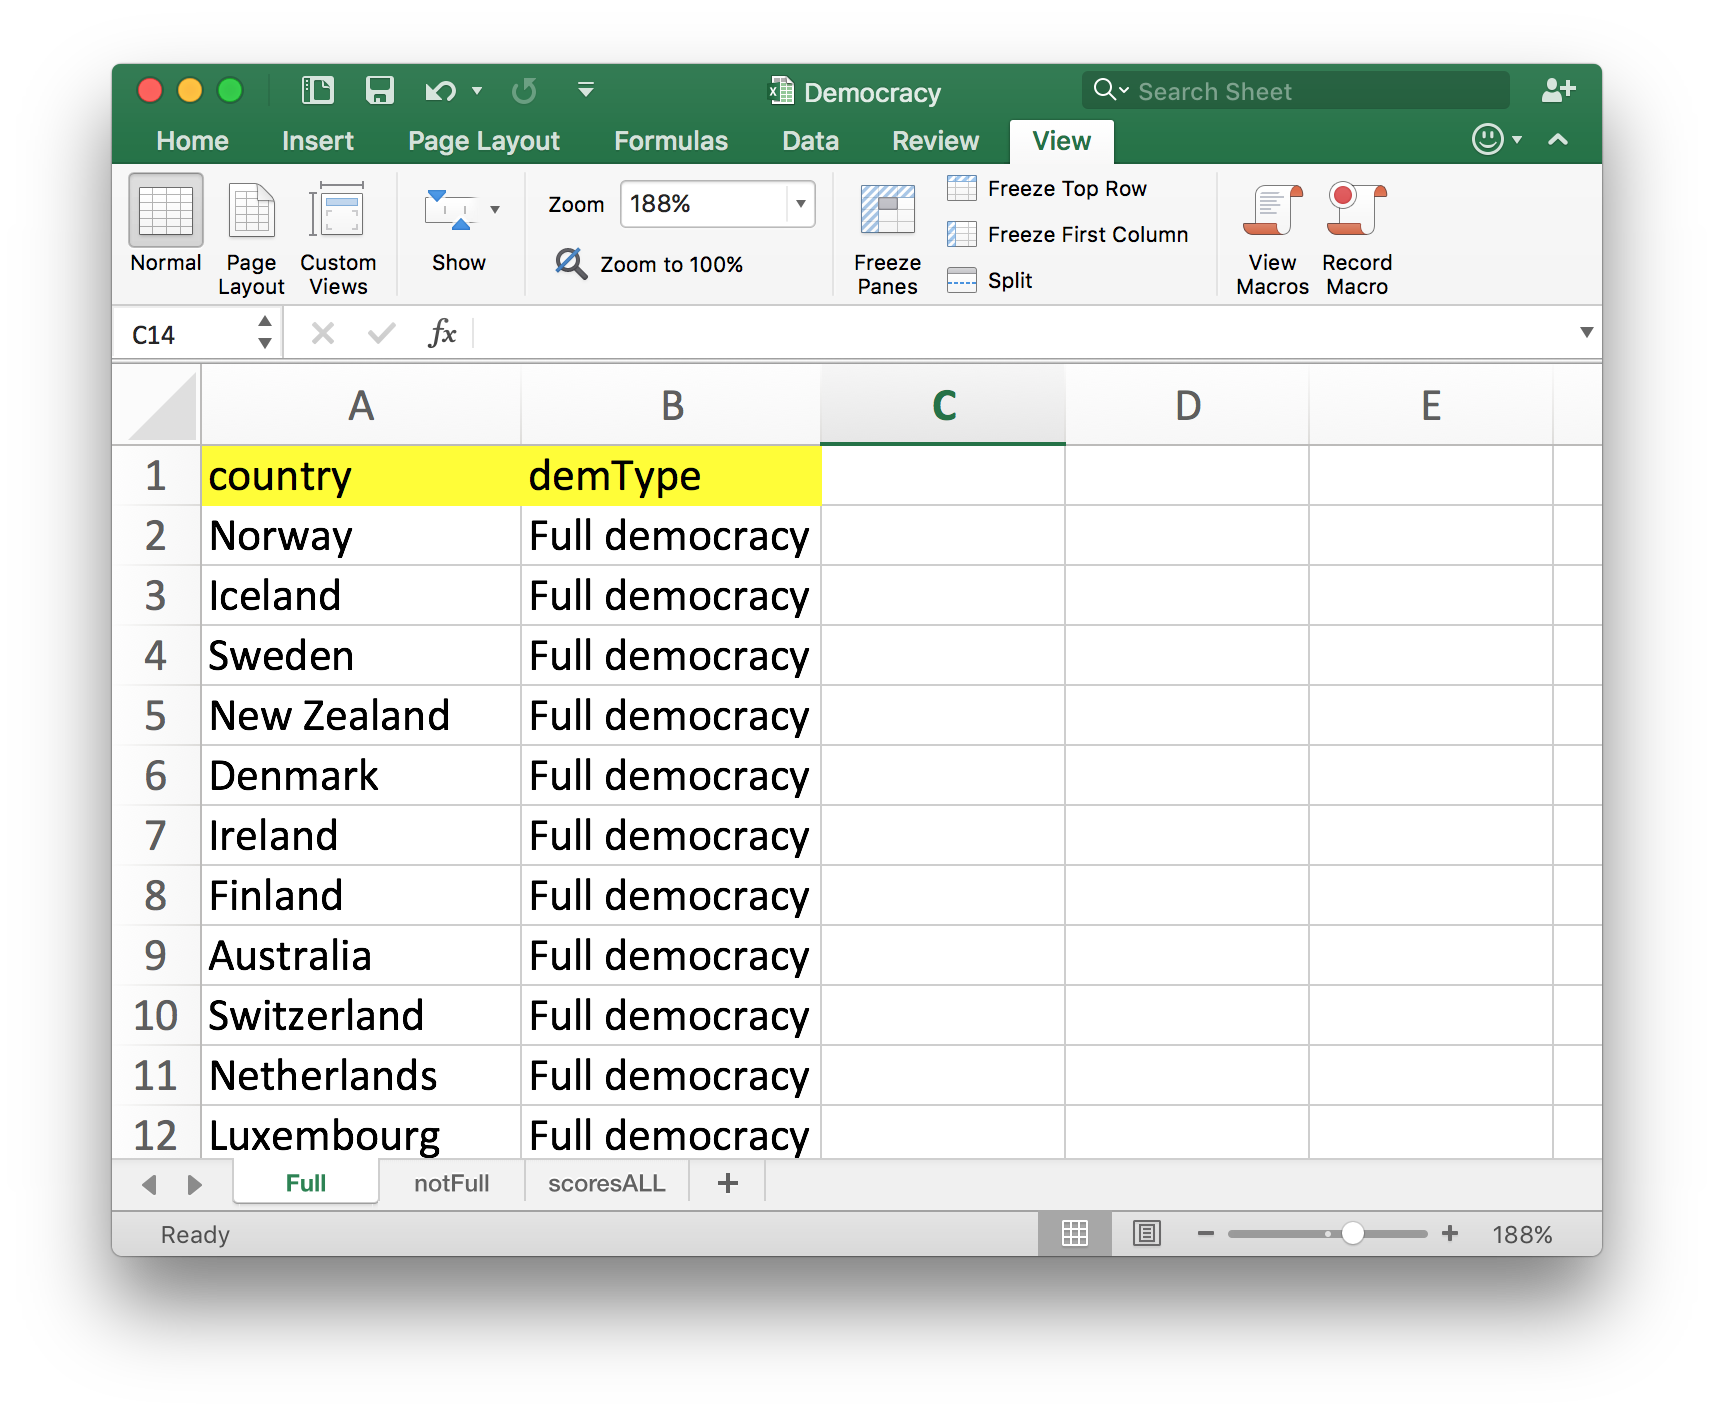 Democracy
Search Sheet
Home Insert Page Layout Formulas Data Review View
Normal
Page Layout
Custom Views
Show
Zoom 188%
Zoom to 100%
Freeze Panes
Freeze Top Row
Freeze First Column
Split
View Macros
Record Macro
C14 fx
A B C D E
1 country demType
2 Norway Full democracy
3 Iceland Full democracy
4 Sweden Full democracy
5 New Zealand Full democracy
6 Denmark Full democracy
7 Ireland Full democracy
8 Finland Full democracy
9 Australia Full democracy
10 Switzerland Full democracy
11 Netherlands Full democracy
12 Luxembourg Full democracy
Full notFull scoresALL +
Ready 188%